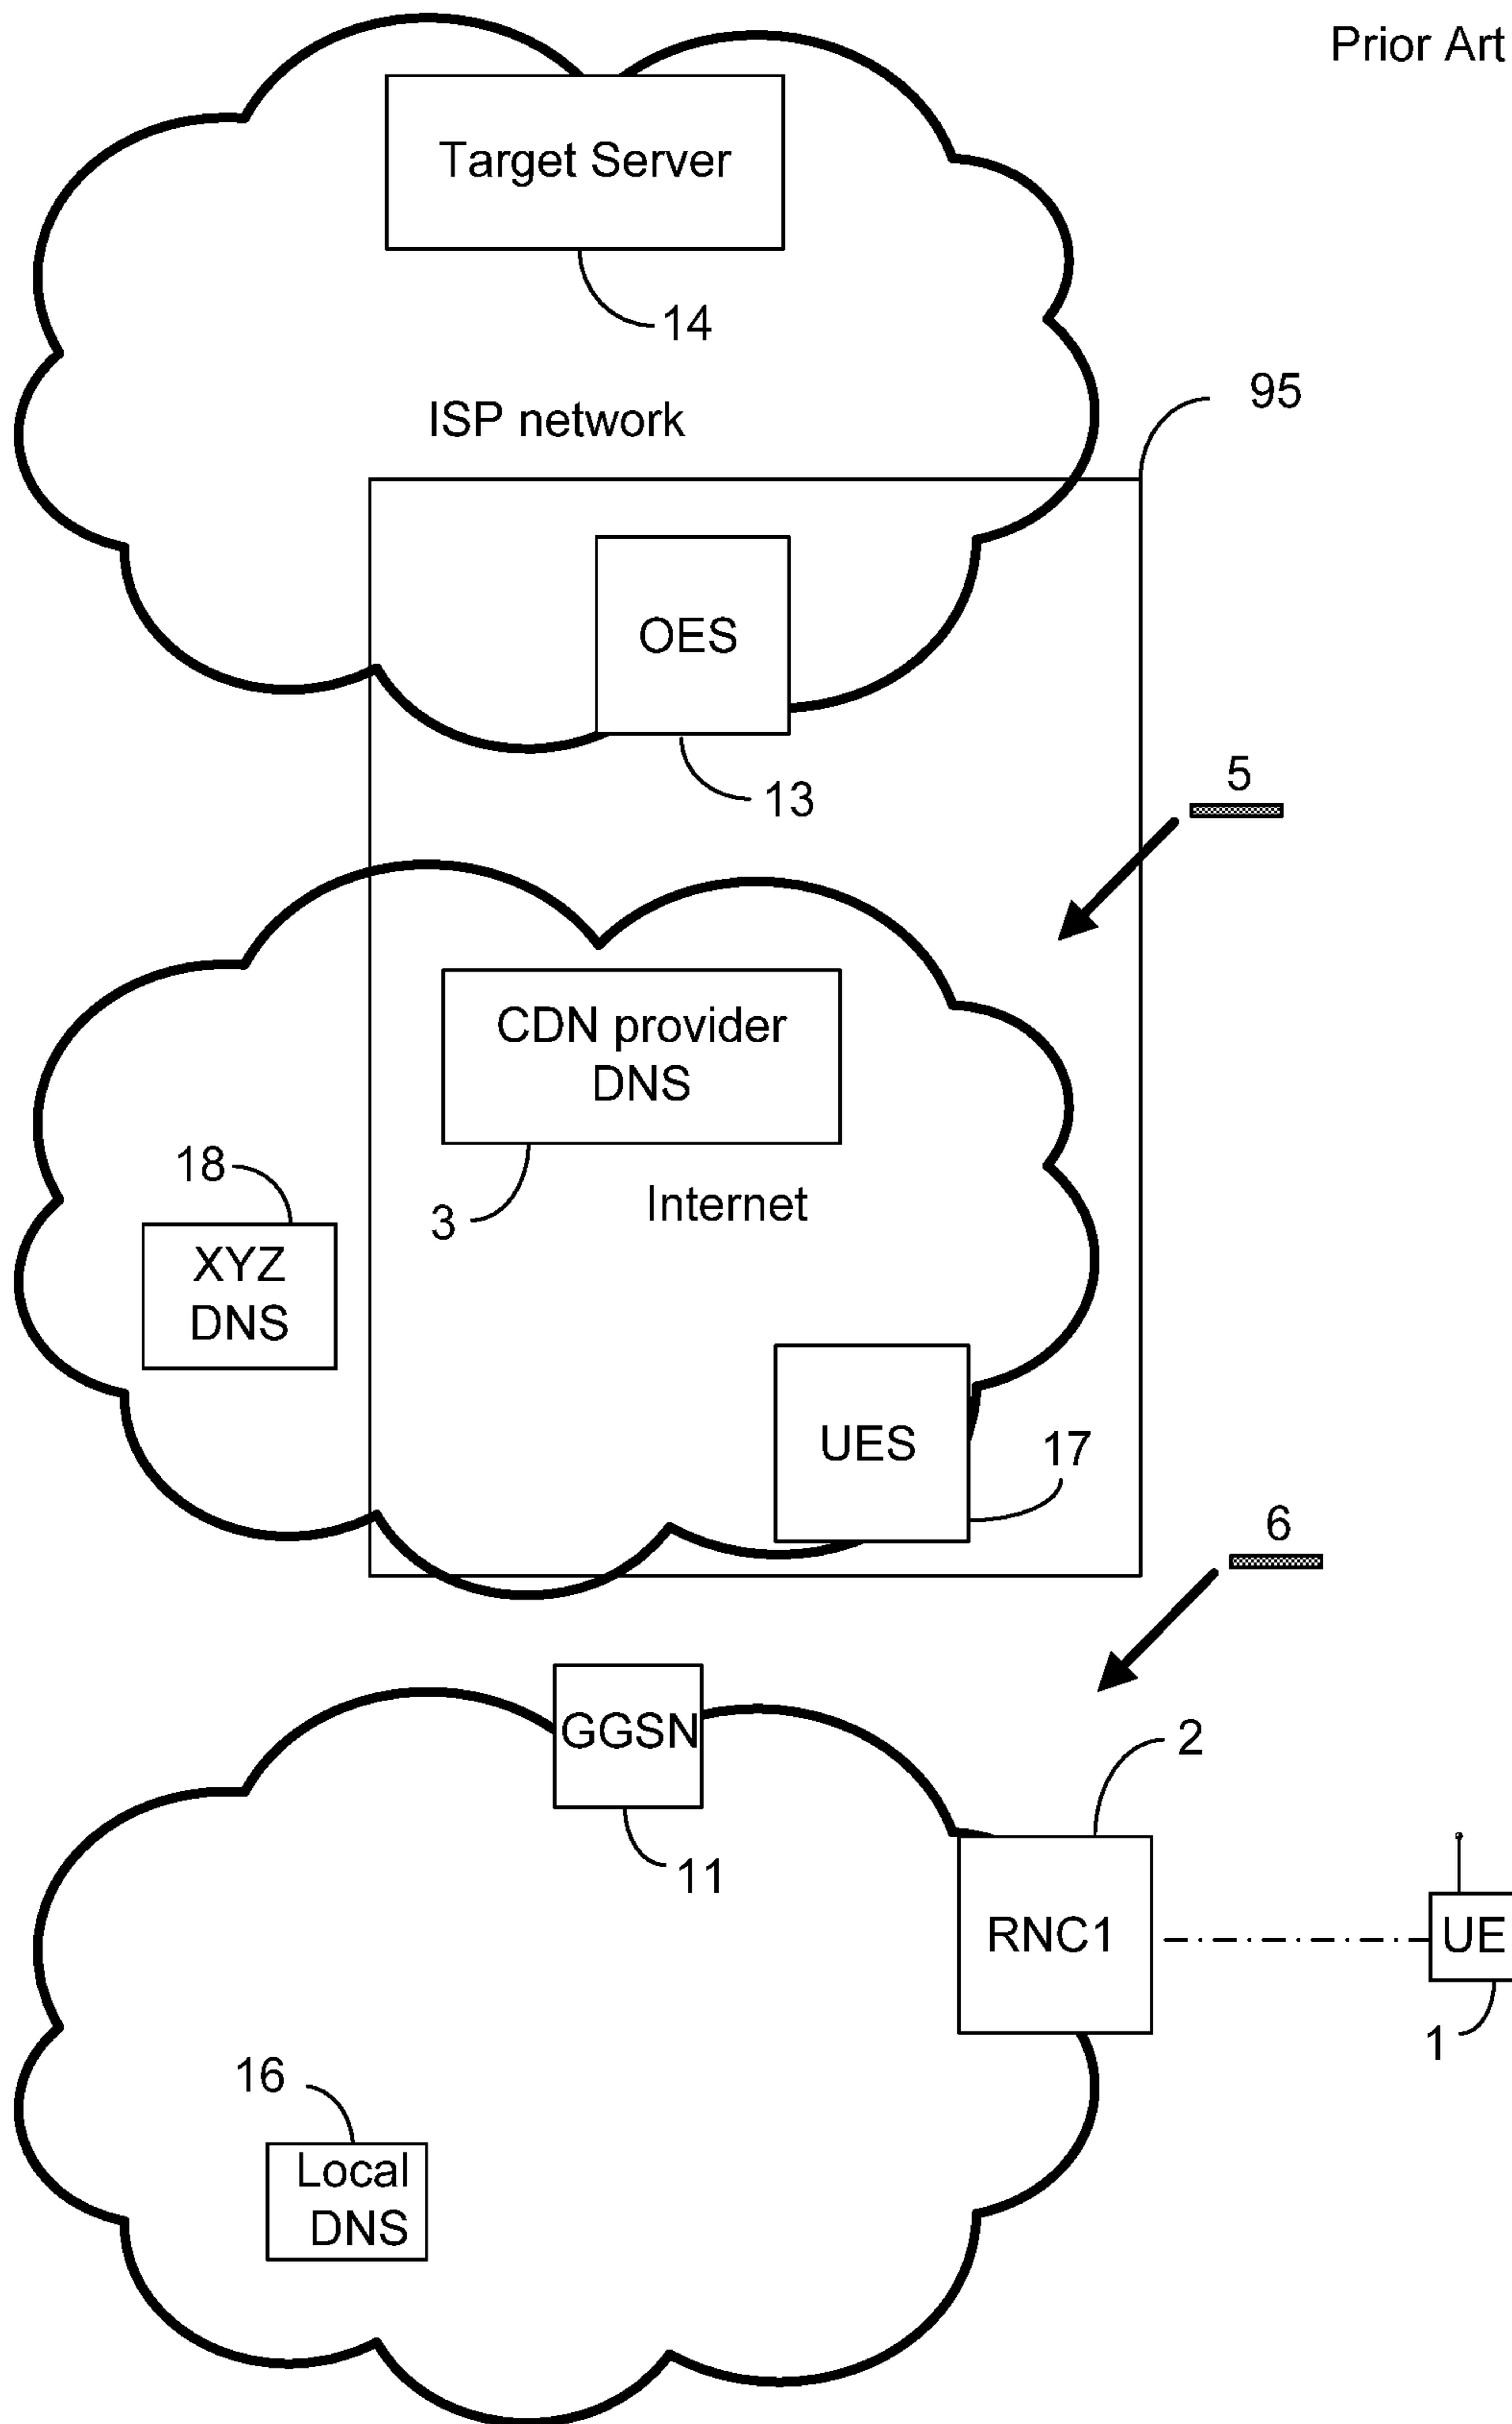 Prior Art
Target Server
14
ISP network
95
OES
13
5
CDN provider
DNS
18
3
Internet
XYZ
DNS
UES
17
6
GGSN
2
11
RNC1
UE
1
16
Local
DNS